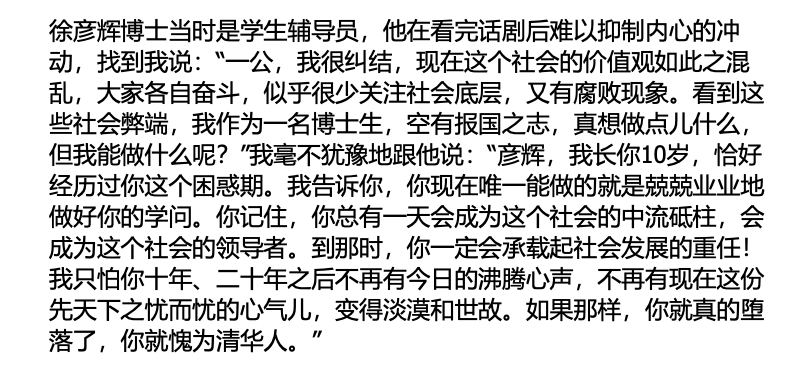 徐彦辉博士当时是学生辅导员，他在看完话剧后难以抑制内心的冲
动，找到我说：“一公，我很纠结，现在这个社会的价值观如此之混
乱，大家各自奋斗，似乎很少关注社会底层，又有腐败现象。看到这
些社会弊端，我作为一名博士生，空有报国之志，真想做点儿什么，
但我能做什么呢？”我毫不犹豫地跟他说：“彦辉，我长你10岁，恰好
经历过你这个困惑期。我告诉你，你现在唯一能做的就是兢兢业业地
做好你的学问。你记住，你总有一天会成为这个社会的中流砥柱，会
成为这个社会的领导者。到那时，你一定会承载起社会发展的重任！
我只怕你十年、二十年之后不再有今日的沸腾心声，不再有现在这份
先天下之忧而忧的心气儿，变得淡漠和世故。如果那样，你就真的堕
落了，你就愧为清华人。”